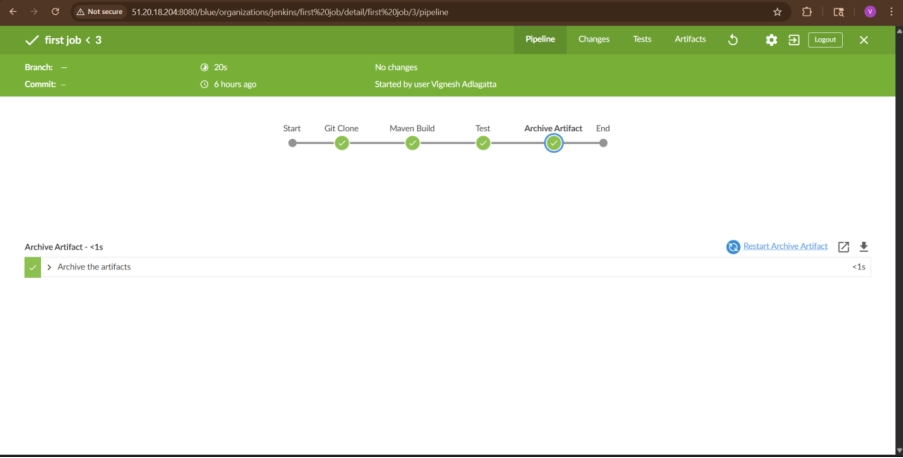 Not secure 51.20.18.204:8080/blue/organizations/jenkins/first%20job/detail/first%20job/3/pipeline V
first job < 3 Pipeline Changes Tests Artifacts Logout
Branch: — 20s No changes
Commit: — 6 hours ago Started by user Vignesh Adlagatta
Start Git Clone Maven Build Test Archive Artifact End
Archive Artifact - <1s Restart Archive Artifact
Archive the artifacts <1s